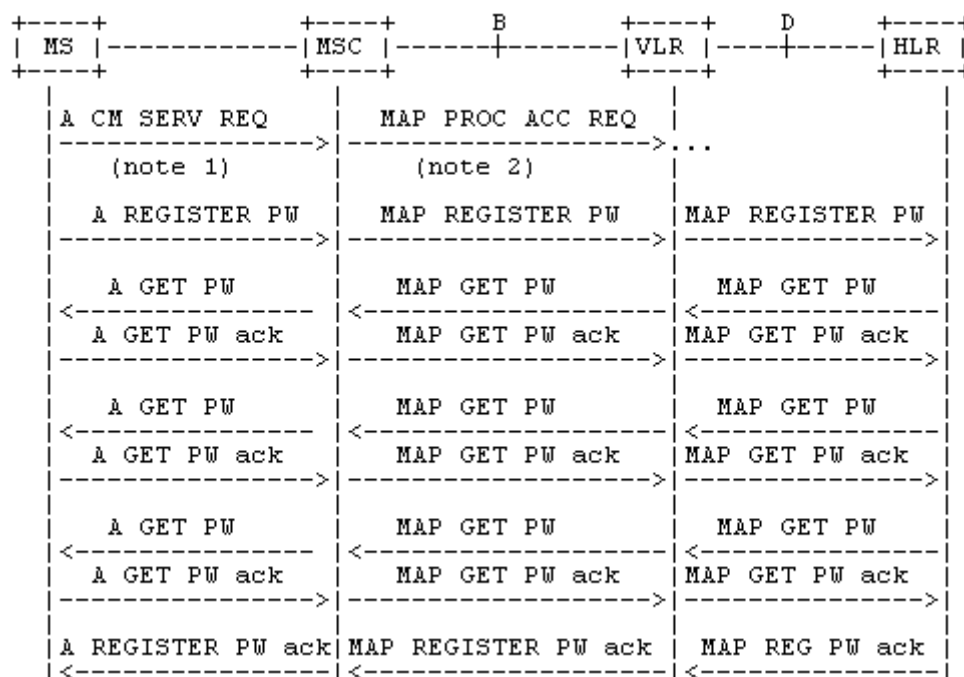 B D
MS MSC VLR HLR
A CM SERV REQ MAP PROC ACC REQ
...
(note 1) (note 2)
A REGISTER PW MAP REGISTER PW MAP REGISTER PW
A GET PW MAP GET PW MAP GET PW
A GET PW ack MAP GET PW ack MAP GET PW ack
A GET PW MAP GET PW MAP GET PW
A GET PW ack MAP GET PW ack MAP GET PW ack
A GET PW MAP GET PW MAP GET PW
A GET PW ack MAP GET PW ack MAP GET PW ack
A REGISTER PW ack MAP REGISTER PW ack MAP REG PW ack